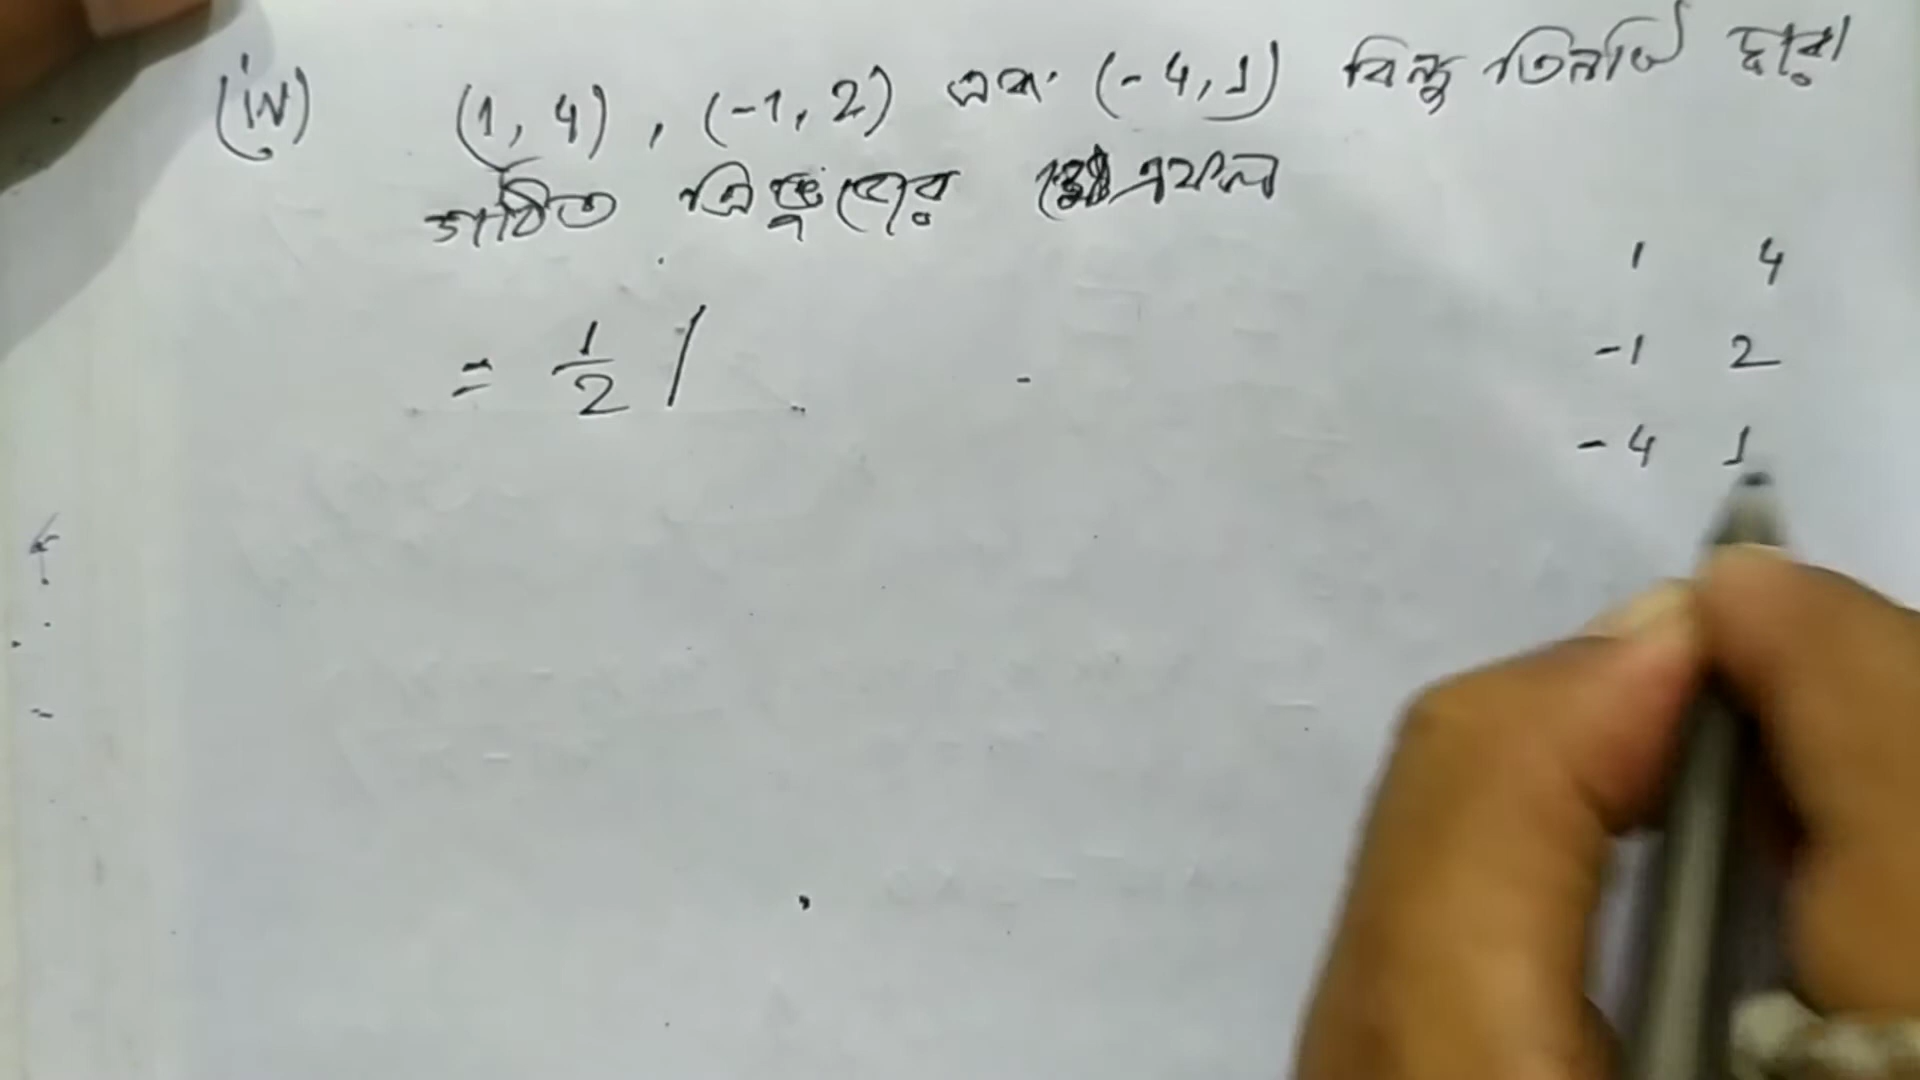 (iv) (1, 4), (-1, 2) এবং (-4, 1) বিন্দু তিনটি দ্বারা
গঠিত ত্রিভুজের ক্ষেত্রফল
= 1/2 |
1 4
-1 2
-4 1